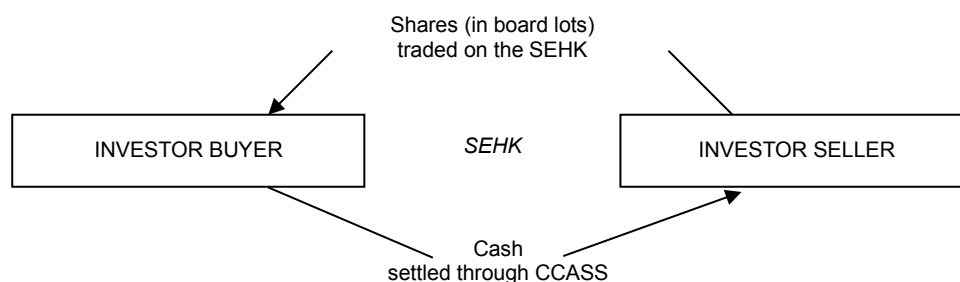 Shares (in board lots)
traded on the SEHK
INVESTOR BUYER
SEHK
INVESTOR SELLER
Cash
settled through CCASS